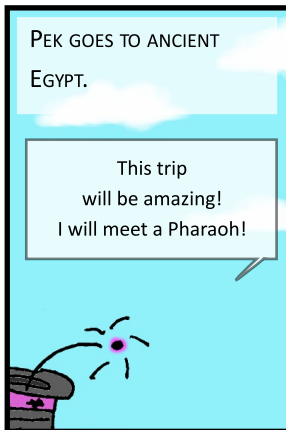 PEK GOES TO ANCIENT
EGYPT.
This trip
will be amazing!
I will meet a Pharaoh!